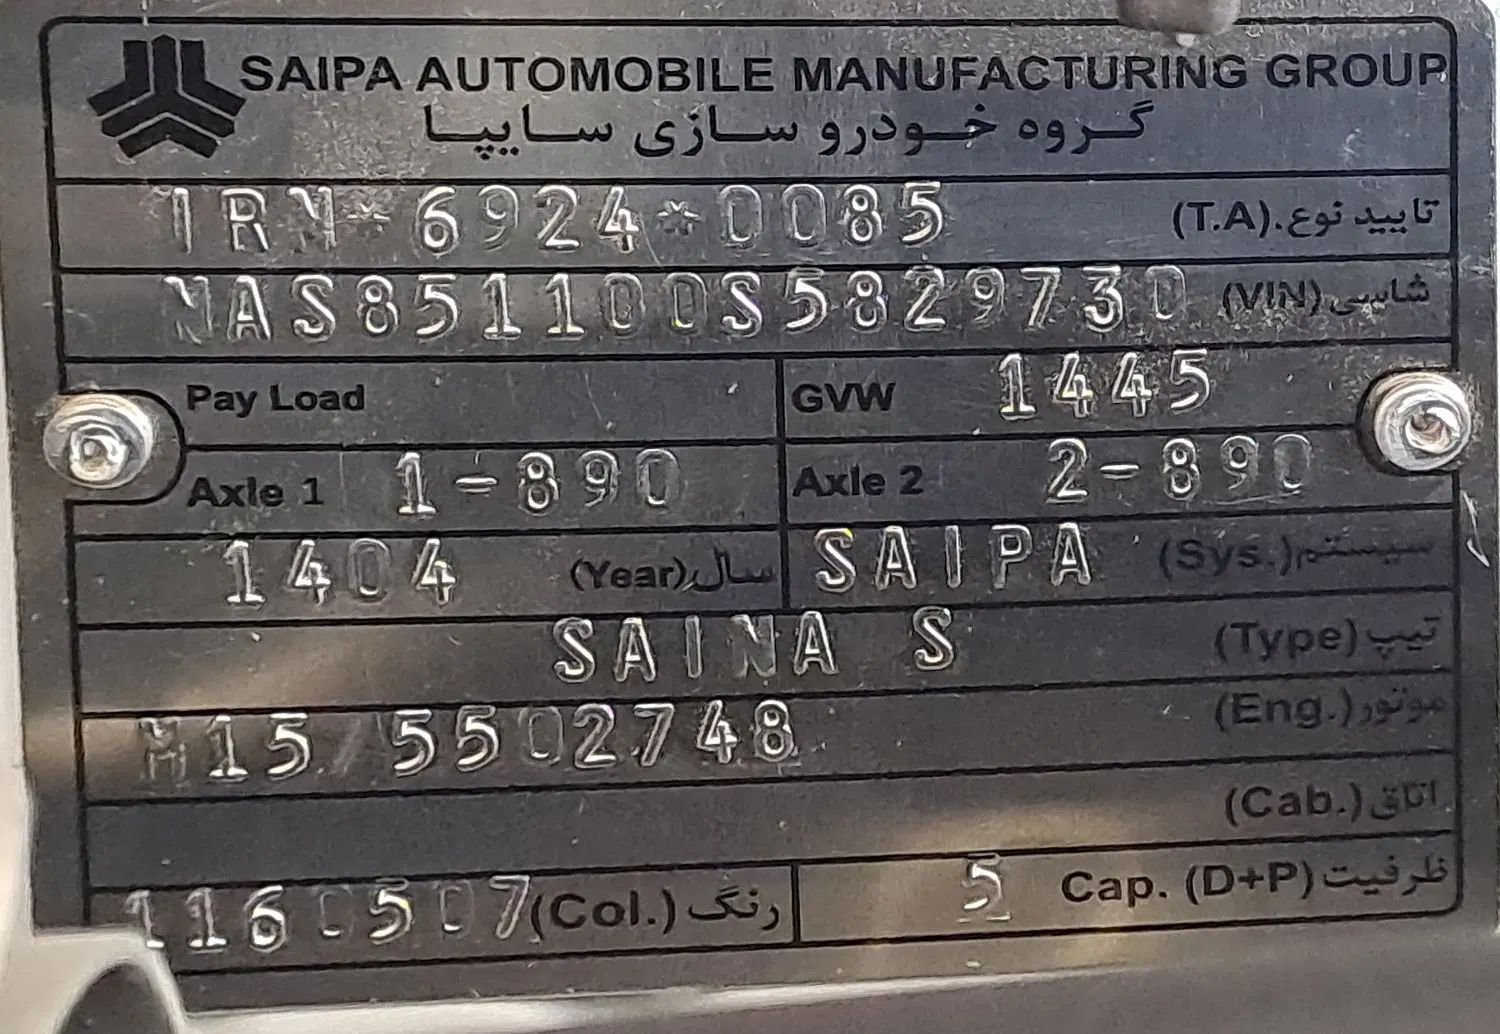 SAIPA AUTOMOBILE MANUFACTURING GROUP
گروه خودرو سازی سایپا
IRN*6924*0085 تایید نوع.(T.A)
NAS851100S5829730 شاسی(VIN)
Pay Load GVW 1445
Axle 1 1-890 Axle 2 2-890
1404 سال(Year) SAIPA سیستم(Sys.)
SAINA S تیپ(Type)
M15/5502748 موتور(Eng.)
اتاق(Cab.)
1160507 رنگ(Col.) 5 Cap. (D+P) ظرفیت